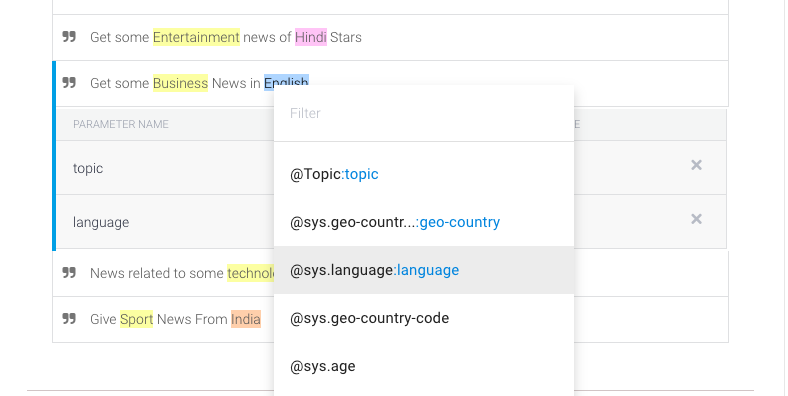 Get some Entertainment news of Hindi Stars
Get some Business News in English
Filter
PARAMETER NAME
@Topic:topic
topic
@sys.geo-countr...:geo-country
language
@sys.language:language
News related to some
Give Sport News From India
@sys.geo-country-code
@sys.age